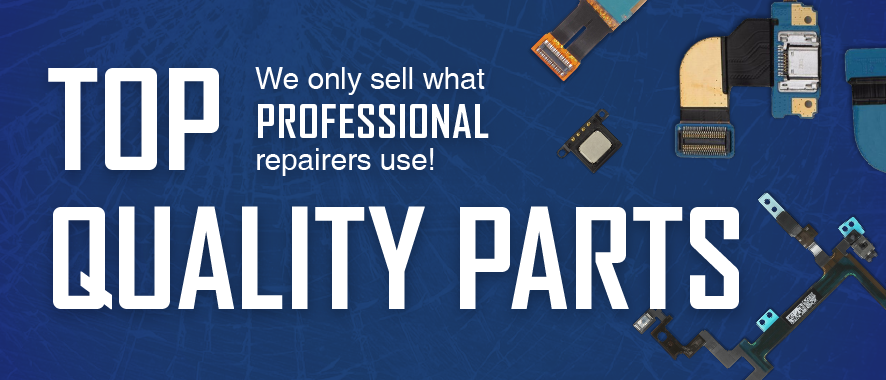 TOP
We only sell what
PROFESSIONAL
repairers use!
QUALITY PARTS